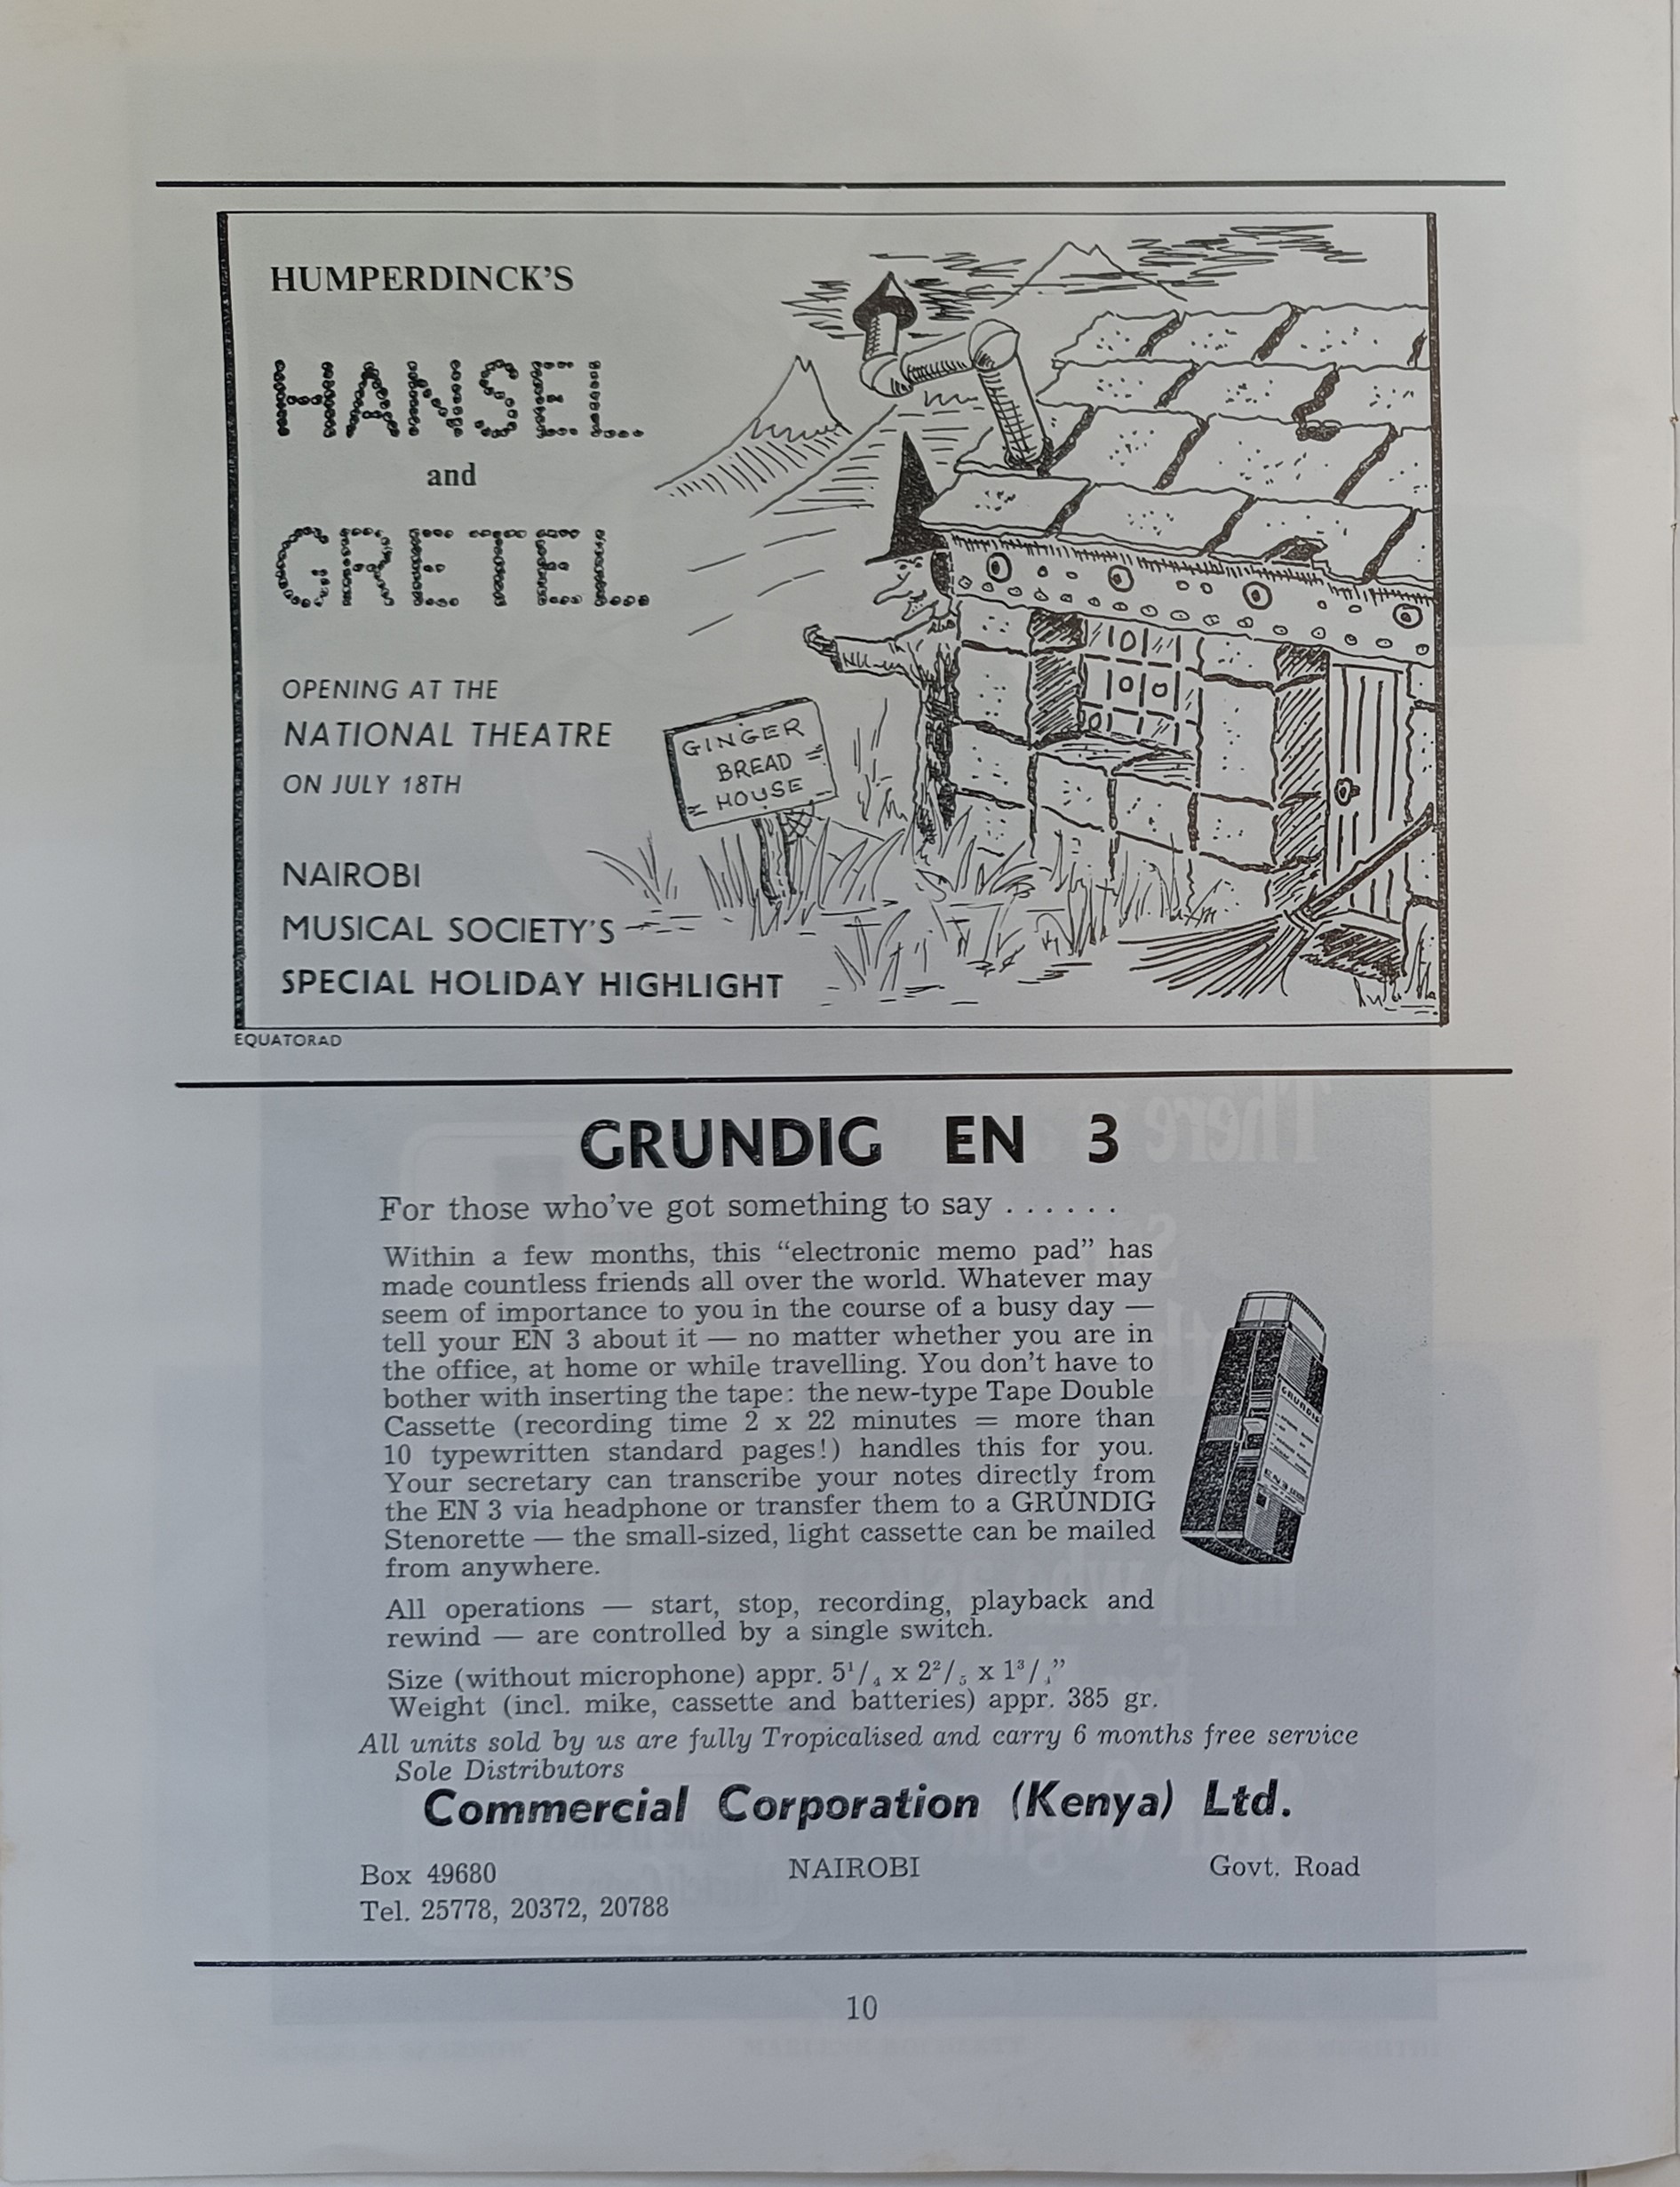 HUMPERDINCK'S
HANSEL
and
GRETEL
OPENING AT THE
NATIONAL THEATRE
ON JULY 18TH
NAIROBI
MUSICAL SOCIETY'S
SPECIAL HOLIDAY HIGHLIGHT
GINGER
BREAD
HOUSE
EQUATORAD
GRUNDIG EN 3
For those who've got something to say ......
Within a few months, this “electronic memo pad” has
made countless friends all over the world. Whatever may
seem of importance to you in the course of a busy day —
tell your EN 3 about it — no matter whether you are in
the office, at home or while travelling. You don't have to
bother with inserting the tape: the new-type Tape Double
Cassette (recording time 2 x 22 minutes = more than
10 typewritten standard pages!) handles this for you.
Your secretary can transcribe your notes directly from
the EN 3 via headphone or transfer them to a GRUNDIG
Stenorette — the small-sized, light cassette can be mailed
from anywhere.
GRUNDIG
EN3
All operations — start, stop, recording, playback and
rewind — are controlled by a single switch.
Size (without microphone) appr. 5¹/₄ x 2²/₅ x 1³/₄”
Weight (incl. mike, cassette and batteries) appr. 385 gr.
All units sold by us are fully Tropicalised and carry 6 months free service
Sole Distributors
Commercial Corporation (Kenya) Ltd.
Box 49680 NAIROBI Govt. Road
Tel. 25778, 20372, 20788
10